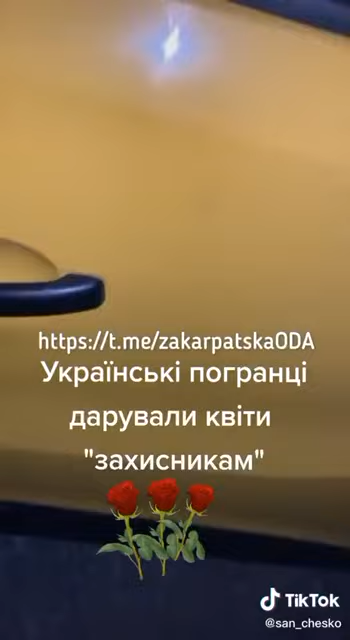 https://t.me/zakarpatskaODA
Українські погранці
дарували квіти
"захисникам"
TikTok
@san_chesko